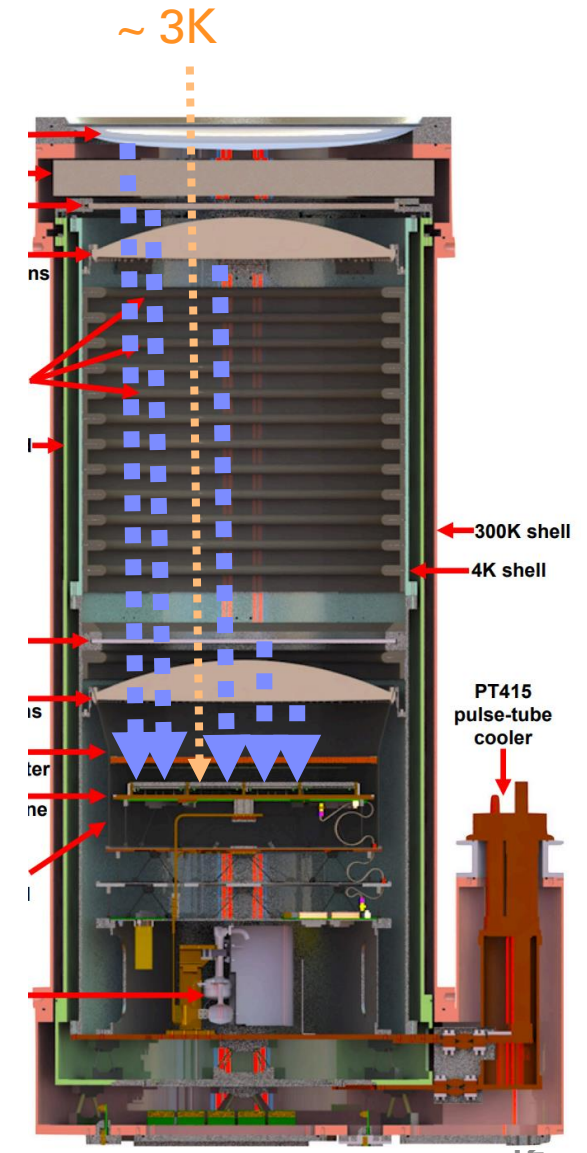 ~ 3K
ns
300K shell
4K shell
PT415
pulse-tube
cooler
ns
ter
ne